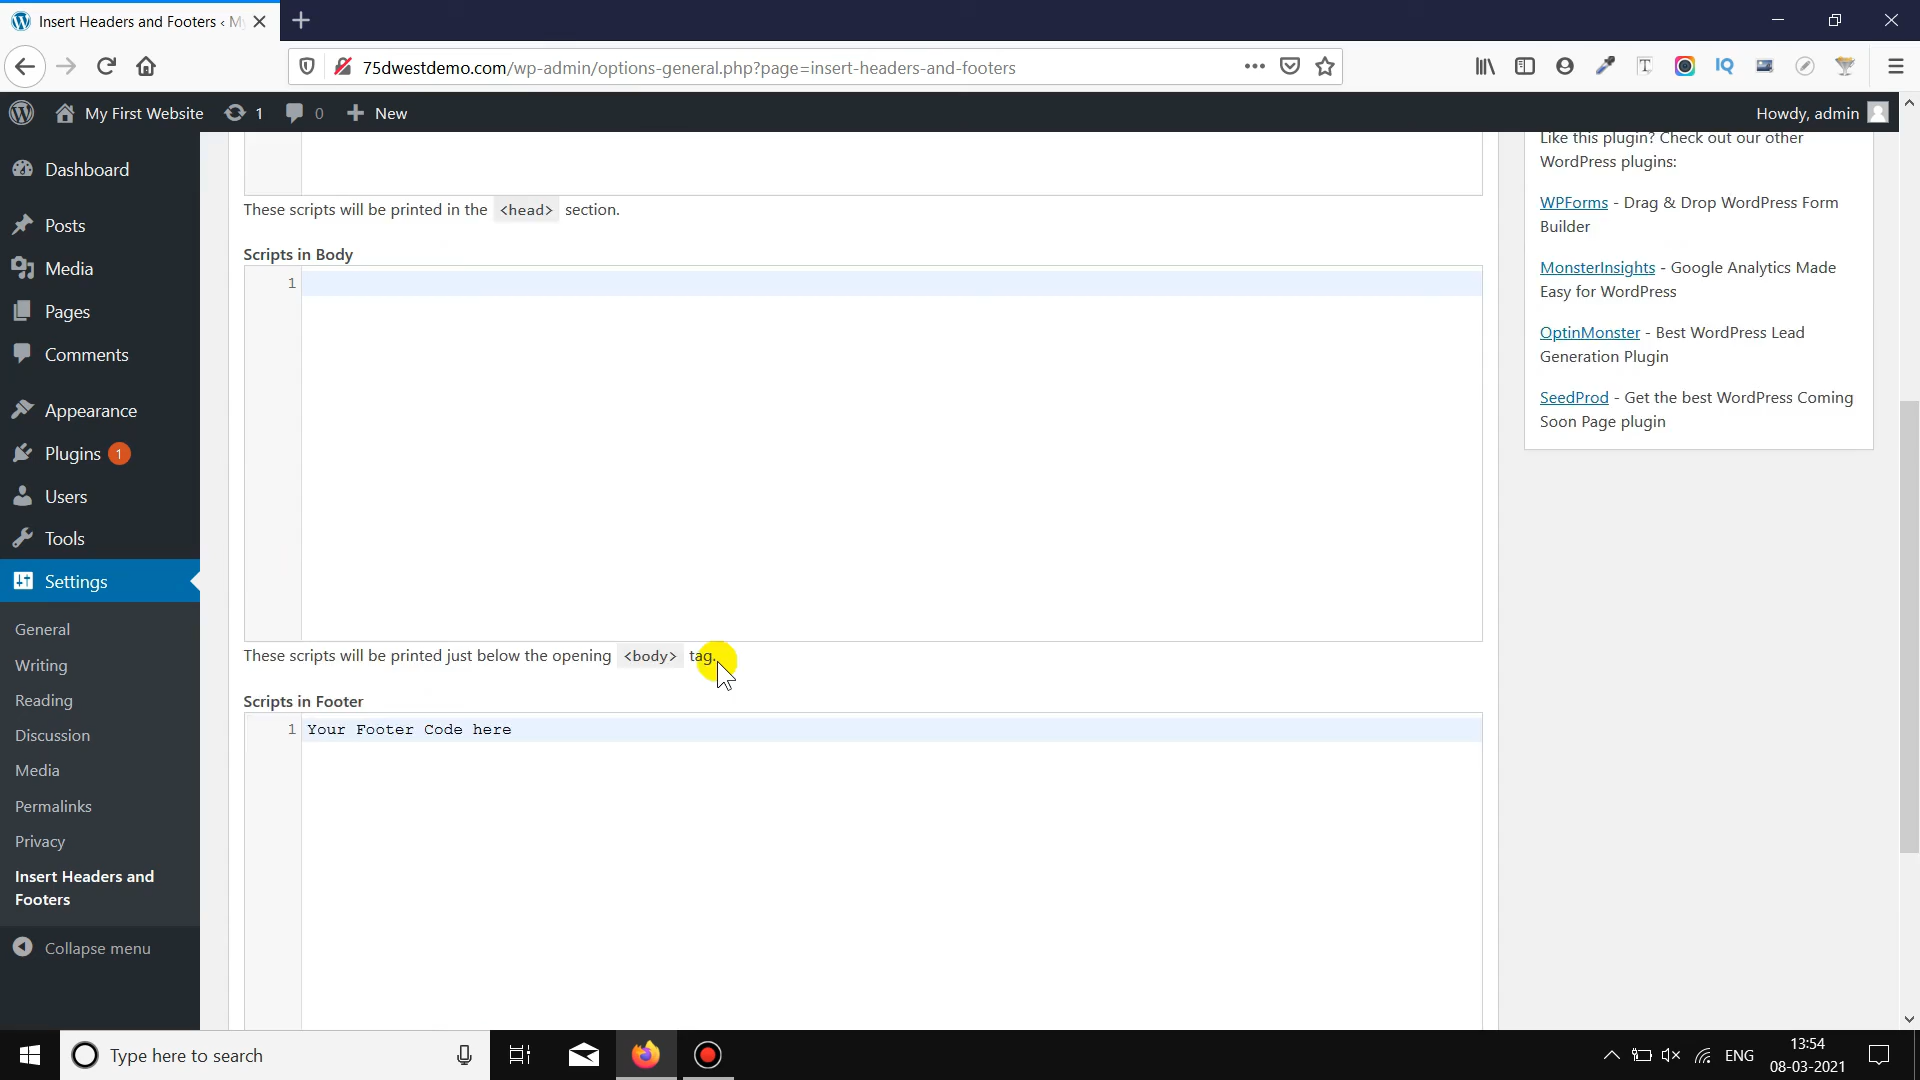 Insert Headers and Footers ‹ My
75dwestdemo.com/wp-admin/options-general.php?page=insert-headers-and-footers
My First Website
1
0
New
Howdy, admin
Dashboard
Posts
Media
Pages
Comments
Appearance
Plugins 1
Users
Tools
Settings
General
Writing
Reading
Discussion
Media
Permalinks
Privacy
Insert Headers and
Footers
Collapse menu
These scripts will be printed in the <head> section.
Scripts in Body
1
These scripts will be printed just below the opening <body> tag.
Scripts in Footer
1 Your Footer Code here
Like this plugin? Check out our other
WordPress plugins:
WPForms - Drag & Drop WordPress Form
Builder
MonsterInsights - Google Analytics Made
Easy for WordPress
OptinMonster - Best WordPress Lead
Generation Plugin
SeedProd - Get the best WordPress Coming
Soon Page plugin
Type here to search
ENG
13:54
08-03-2021